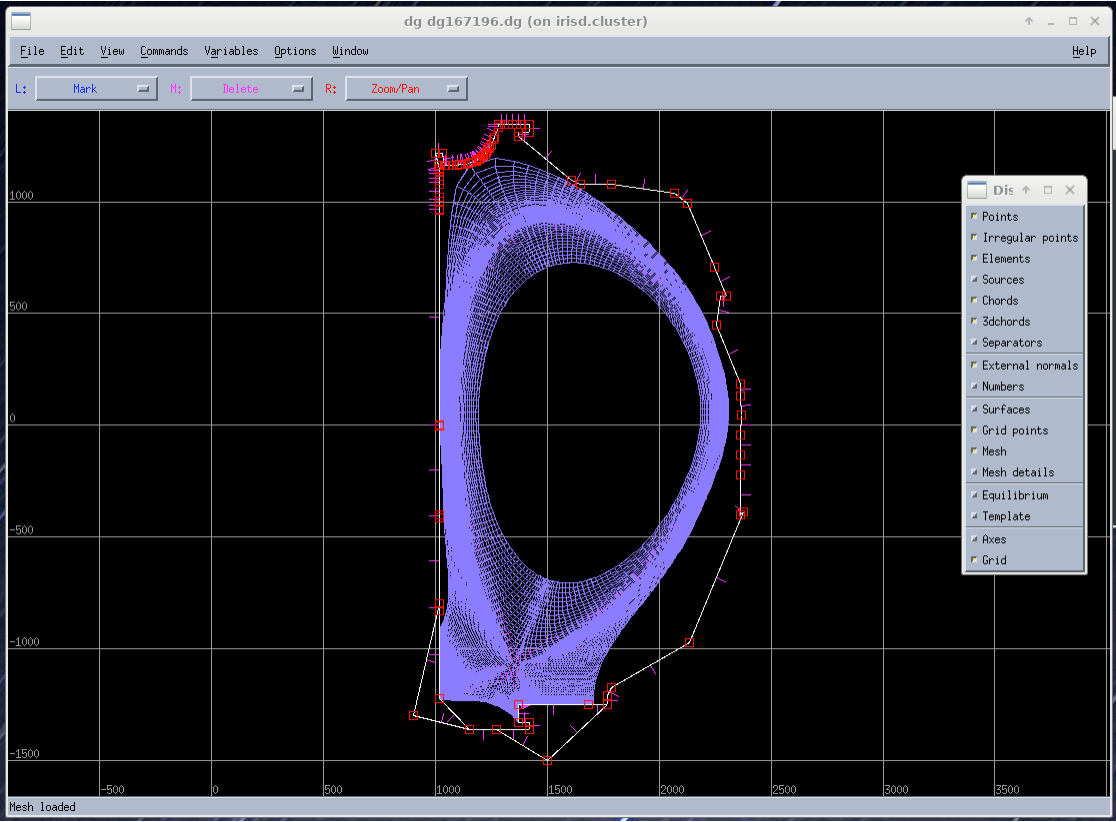 dg dg167196.dg (on irisd.cluster)
File Edit View Commands Variables Options Window Help
L: Mark M: Delete R: Zoom/Pan
1000
500
0
-500
-1000
-1500
-500 0 500 1000 1500 2000 2500 3000 3500
Dis
Points
Irregular points
Elements
Sources
Chords
3dchords
Separators
External normals
Numbers
Surfaces
Grid points
Mesh
Mesh details
Equilibrium
Template
Axes
Grid
Mesh loaded